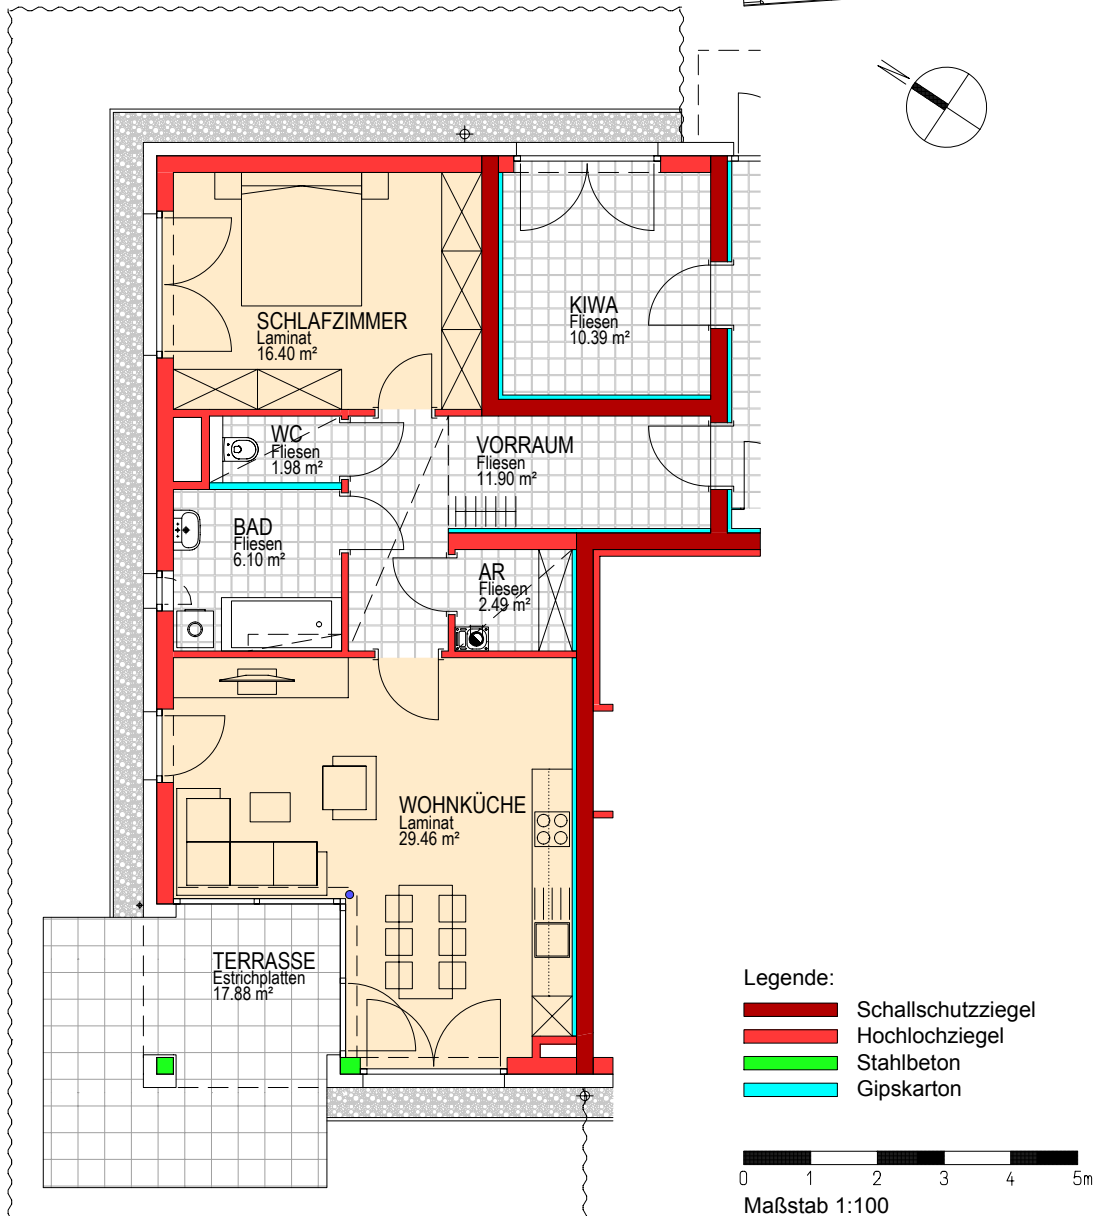 SCHLAFZIMMER
Laminat
16.40 m²
KIWA
Fliesen
10.39 m²
WC
Fliesen
1.98 m²
VORRAUM
Fliesen
11.90 m²
BAD
Fliesen
6.10 m²
AR
Fliesen
2.49 m²
WOHNKÜCHE
Laminat
29.46 m²
TERRASSE
Estrichplatten
17.88 m²
Legende:
Schallschutzziegel
Hochlochziegel
Stahlbeton
Gipskarton
0 1 2 3 4 5m
Maßstab 1:100
N